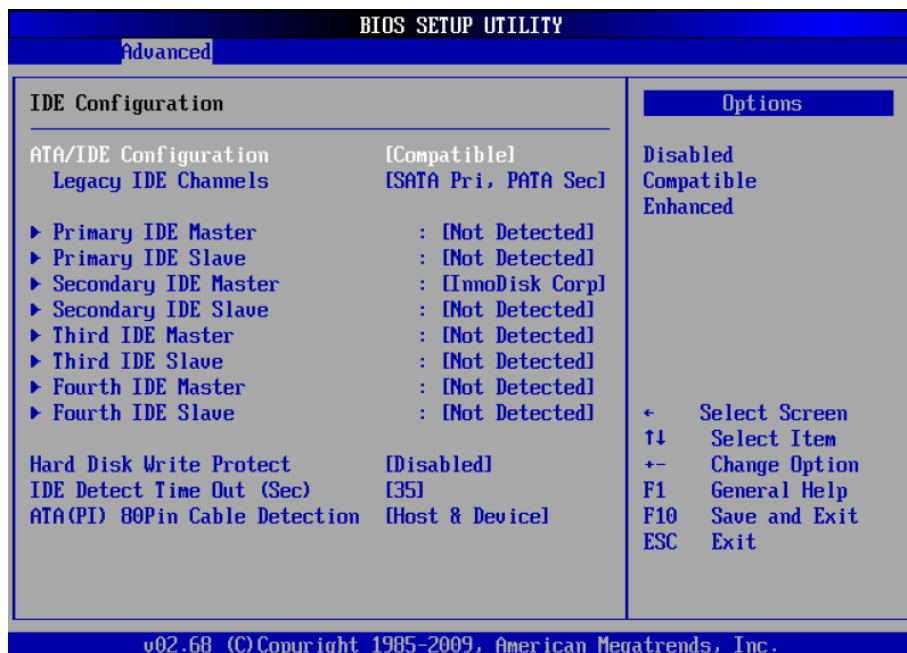 BIOS SETUP UTILITY
Advanced
IDE Configuration
ATA/IDE Configuration [Compatible]
Legacy IDE Channels [SATA Pri, PATA Sec]
▶ Primary IDE Master : [Not Detected]
▶ Primary IDE Slave : [Not Detected]
▶ Secondary IDE Master : [InnoDisk Corp]
▶ Secondary IDE Slave : [Not Detected]
▶ Third IDE Master : [Not Detected]
▶ Third IDE Slave : [Not Detected]
▶ Fourth IDE Master : [Not Detected]
▶ Fourth IDE Slave : [Not Detected]
Hard Disk Write Protect [Disabled]
IDE Detect Time Out (Sec) [35]
ATA(PI) 80Pin Cable Detection [Host & Device]
Options
Disabled
Compatible
Enhanced
← Select Screen
↑↓ Select Item
+- Change Option
F1 General Help
F10 Save and Exit
ESC Exit
v02.68 (C)Copyright 1985-2009, American Megatrends, Inc.